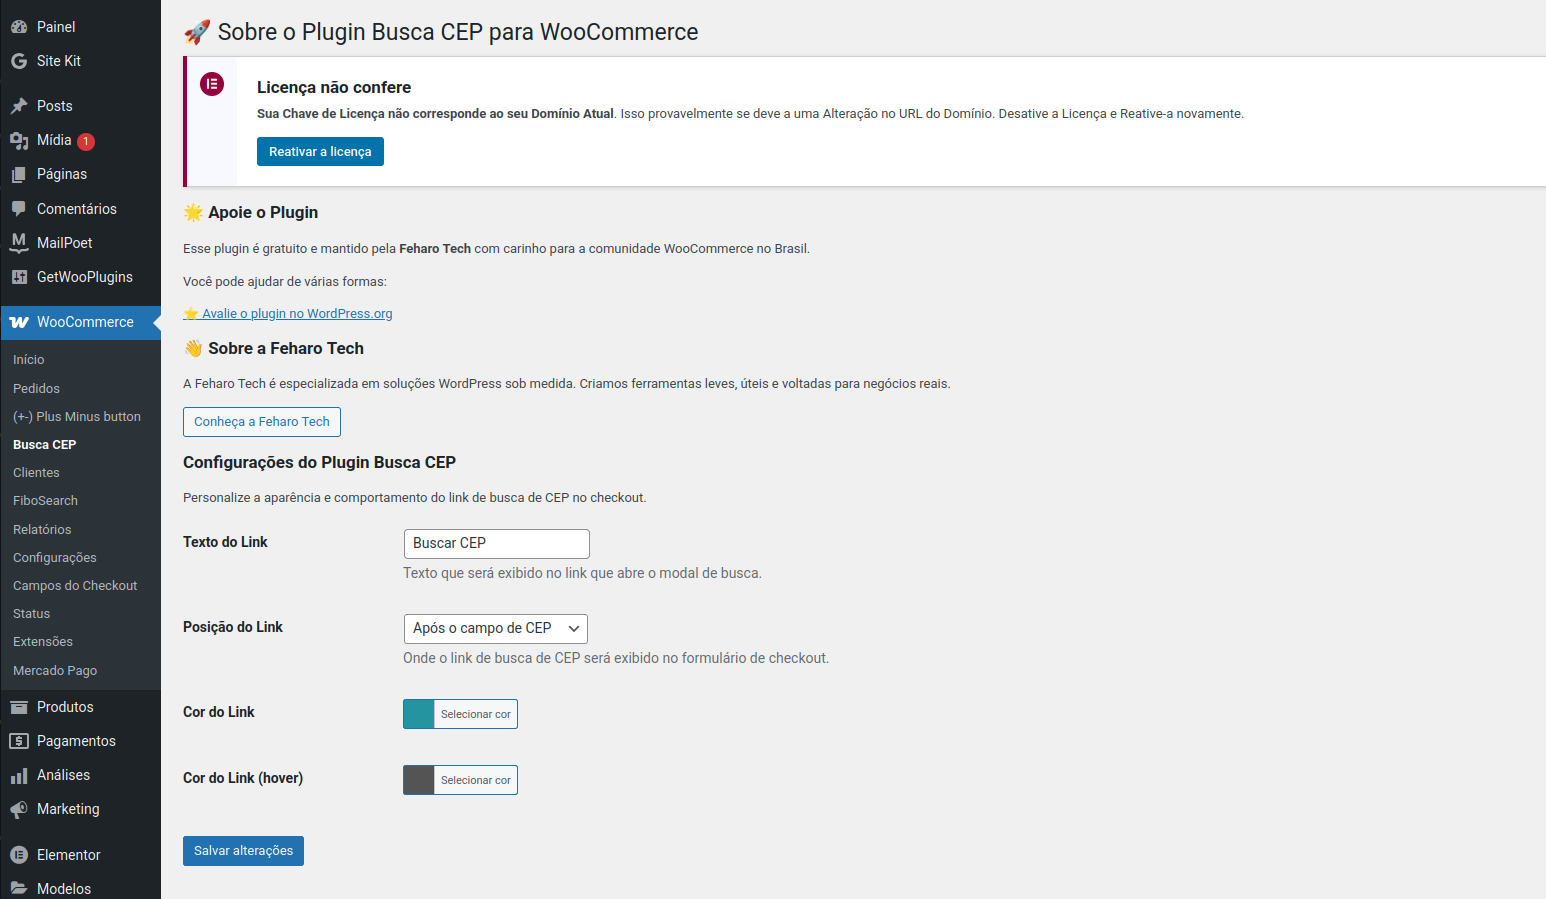 Painel
Site Kit
Posts
Mídia 1
Páginas
Comentários
MailPoet
GetWooPlugins
WooCommerce
Início
Pedidos
(+-) Plus Minus button
Busca CEP
Clientes
FiboSearch
Relatórios
Configurações
Campos do Checkout
Status
Extensões
Mercado Pago
Produtos
Pagamentos
Análises
Marketing
Elementor
Modelos
🚀 Sobre o Plugin Busca CEP para WooCommerce
Licença não confere
Sua Chave de Licença não corresponde ao seu Domínio Atual. Isso provavelmente se deve a uma Alteração no URL do Domínio. Desative a Licença e Reative-a novamente.
Reativar a licença
🌟 Apoie o Plugin
Esse plugin é gratuito e mantido pela Feharo Tech com carinho para a comunidade WooCommerce no Brasil.
Você pode ajudar de várias formas:
⭐ Avalie o plugin no WordPress.org
👋 Sobre a Feharo Tech
A Feharo Tech é especializada em soluções WordPress sob medida. Criamos ferramentas leves, úteis e voltadas para negócios reais.
Conheça a Feharo Tech
Configurações do Plugin Busca CEP
Personalize a aparência e comportamento do link de busca de CEP no checkout.
Texto do Link
Buscar CEP
Texto que será exibido no link que abre o modal de busca.
Posição do Link
Após o campo de CEP
Onde o link de busca de CEP será exibido no formulário de checkout.
Cor do Link
Selecionar cor
Cor do Link (hover)
Selecionar cor
Salvar alterações